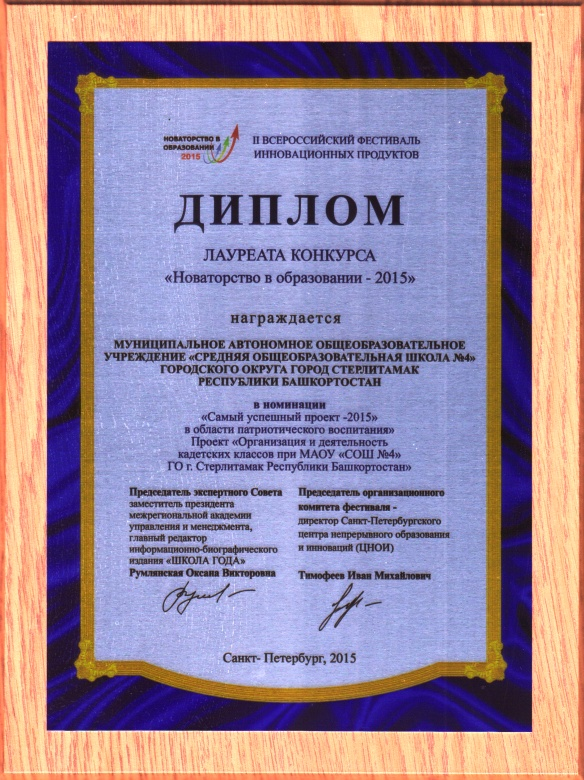 НОВАТОРСТВО В
ОБРАЗОВАНИИ
2015
II ВСЕРОССИЙСКИЙ ФЕСТИВАЛЬ
ИННОВАЦИОННЫХ ПРОДУКТОВ
ДИПЛОМ
ЛАУРЕАТА КОНКУРСА
«Новаторство в образовании - 2015»
награждается
МУНИЦИПАЛЬНОЕ АВТОНОМНОЕ ОБЩЕОБРАЗОВАТЕЛЬНОЕ
УЧРЕЖДЕНИЕ «СРЕДНЯЯ ОБЩЕОБРАЗОВАТЕЛЬНАЯ ШКОЛА №4»
ГОРОДСКОГО ОКРУГА ГОРОД СТЕРЛИТАМАК
РЕСПУБЛИКИ БАШКОРТОСТАН
в номинации
«Самый успешный проект -2015»
в области патриотического воспитания»
Проект «Организация и деятельность
кадетских классов при МАОУ «СОШ №4»
ГО г. Стерлитамак Республики Башкортостан»
Председатель экспертного Совета
заместитель президента
межрегиональной академии
управления и менеджмента,
главный редактор
информационно-биографического
издания «ШКОЛА ГОДА»
Румлянская Оксана Викторовна
Председатель организационного
комитета фестиваля -
директор Санкт-Петербургского
центра непрерывного образования
и инноваций (ЦНОИ)
Тимофеев Иван Михайлович
Санкт- Петербург, 2015